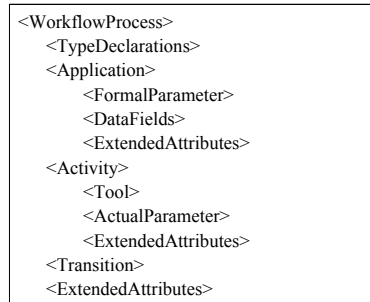 <WorkflowProcess>
<TypeDeclarations>
<Application>
<FormalParameter>
<DataFields>
<ExtendedAttributes>
<Activity>
<Tool>
<ActualParameter>
<ExtendedAttributes>
<Transition>
<ExtendedAttributes>